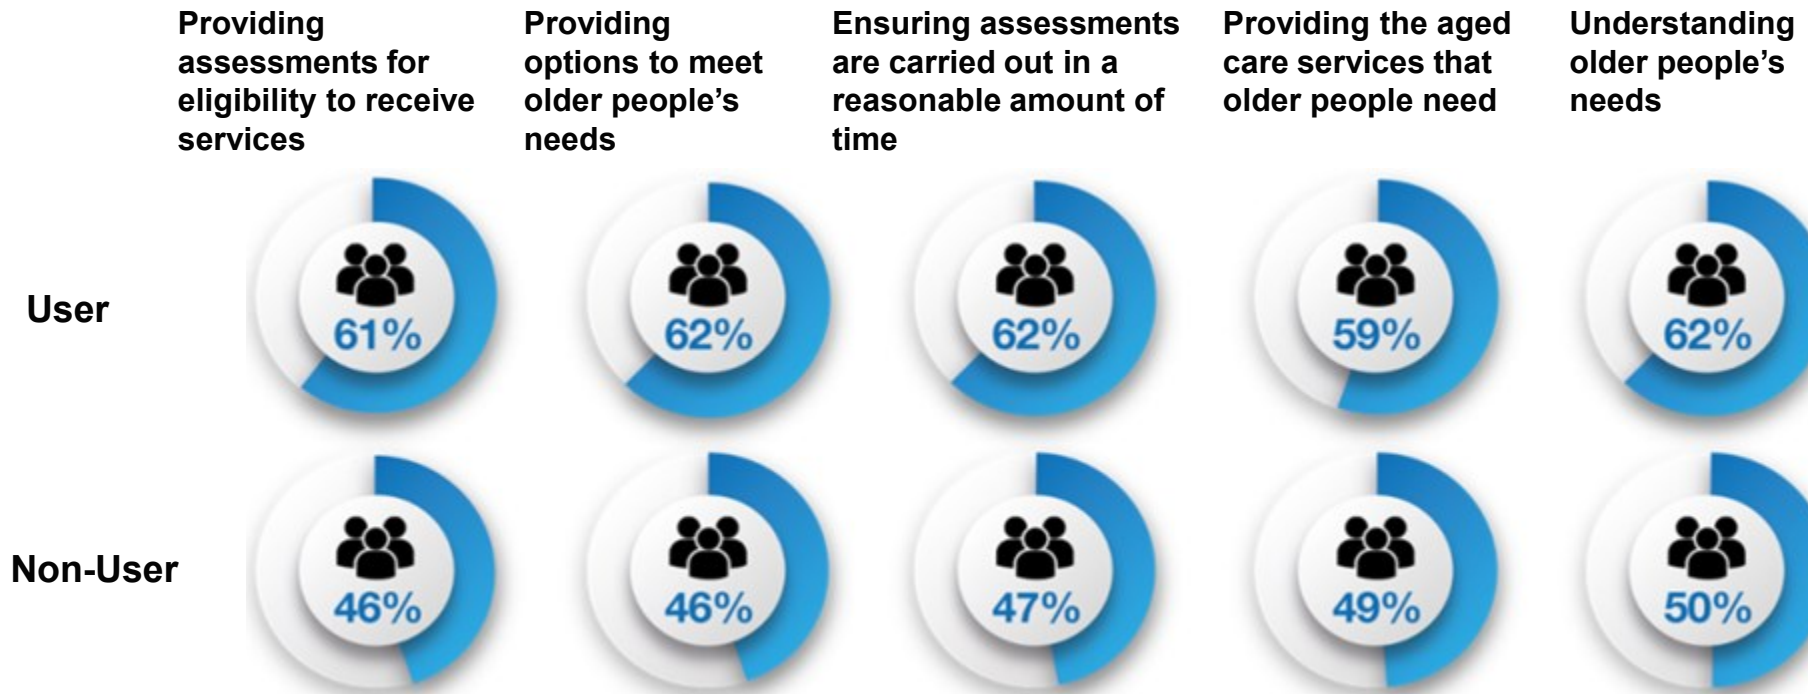 Providing
assessments for
eligibility to receive
services
Providing
options to meet
older people's
needs
Ensuring assessments
are carried out in a
reasonable amount of
time
Providing the aged
care services that
older people need
Understanding
older people's
needs
User
61%
62%
62%
59%
62%
Non-User
46%
46%
47%
49%
50%